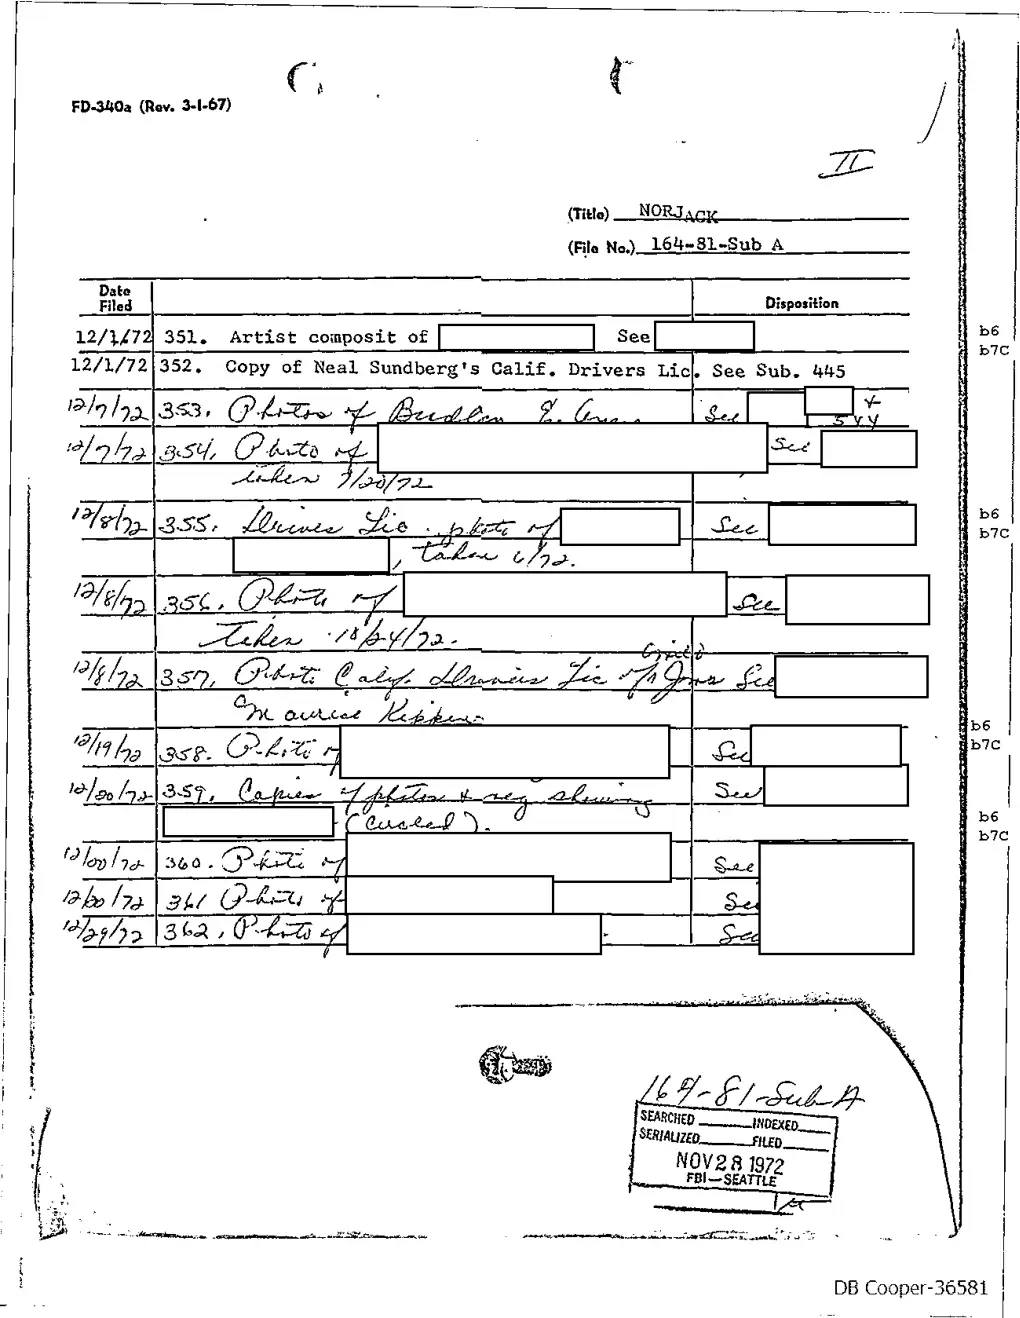 FD-340a (Rev. 3-1-67)
II
(Title) NORJACK
(File No.) 164-81-Sub A
Date Filed Disposition
12/1/72 351. Artist composit of See
b6
b7C
12/1/72 352. Copy of Neal Sundberg's Calif. Drivers Lic. See Sub. 445
12/7/72 353. Photos of See +
12/7/72 354. Photo of See
taken 7/20/72
12/8/72 355. Drivers Lic. photo of See
b6
b7C
, taken 6/72.
12/8/72 356. Photo of See
taken 10/24/72.
12/8/72 357. Photo Calif. Drivers Lic of See
Maurice
b6
b7C
12/19/72 358. Photo of See
12/20/72 359. Copies of photos + neg showing See
(circled).
b6
b7C
12/20/72 360. Photo of See
12/20/72 361 Photo of See
12/29/72 362. Photo of See
164-81-Sub A
SEARCHED INDEXED
SERIALIZED FILED
NOV 28 1972
FBI—SEATTLE
DB Cooper-36581